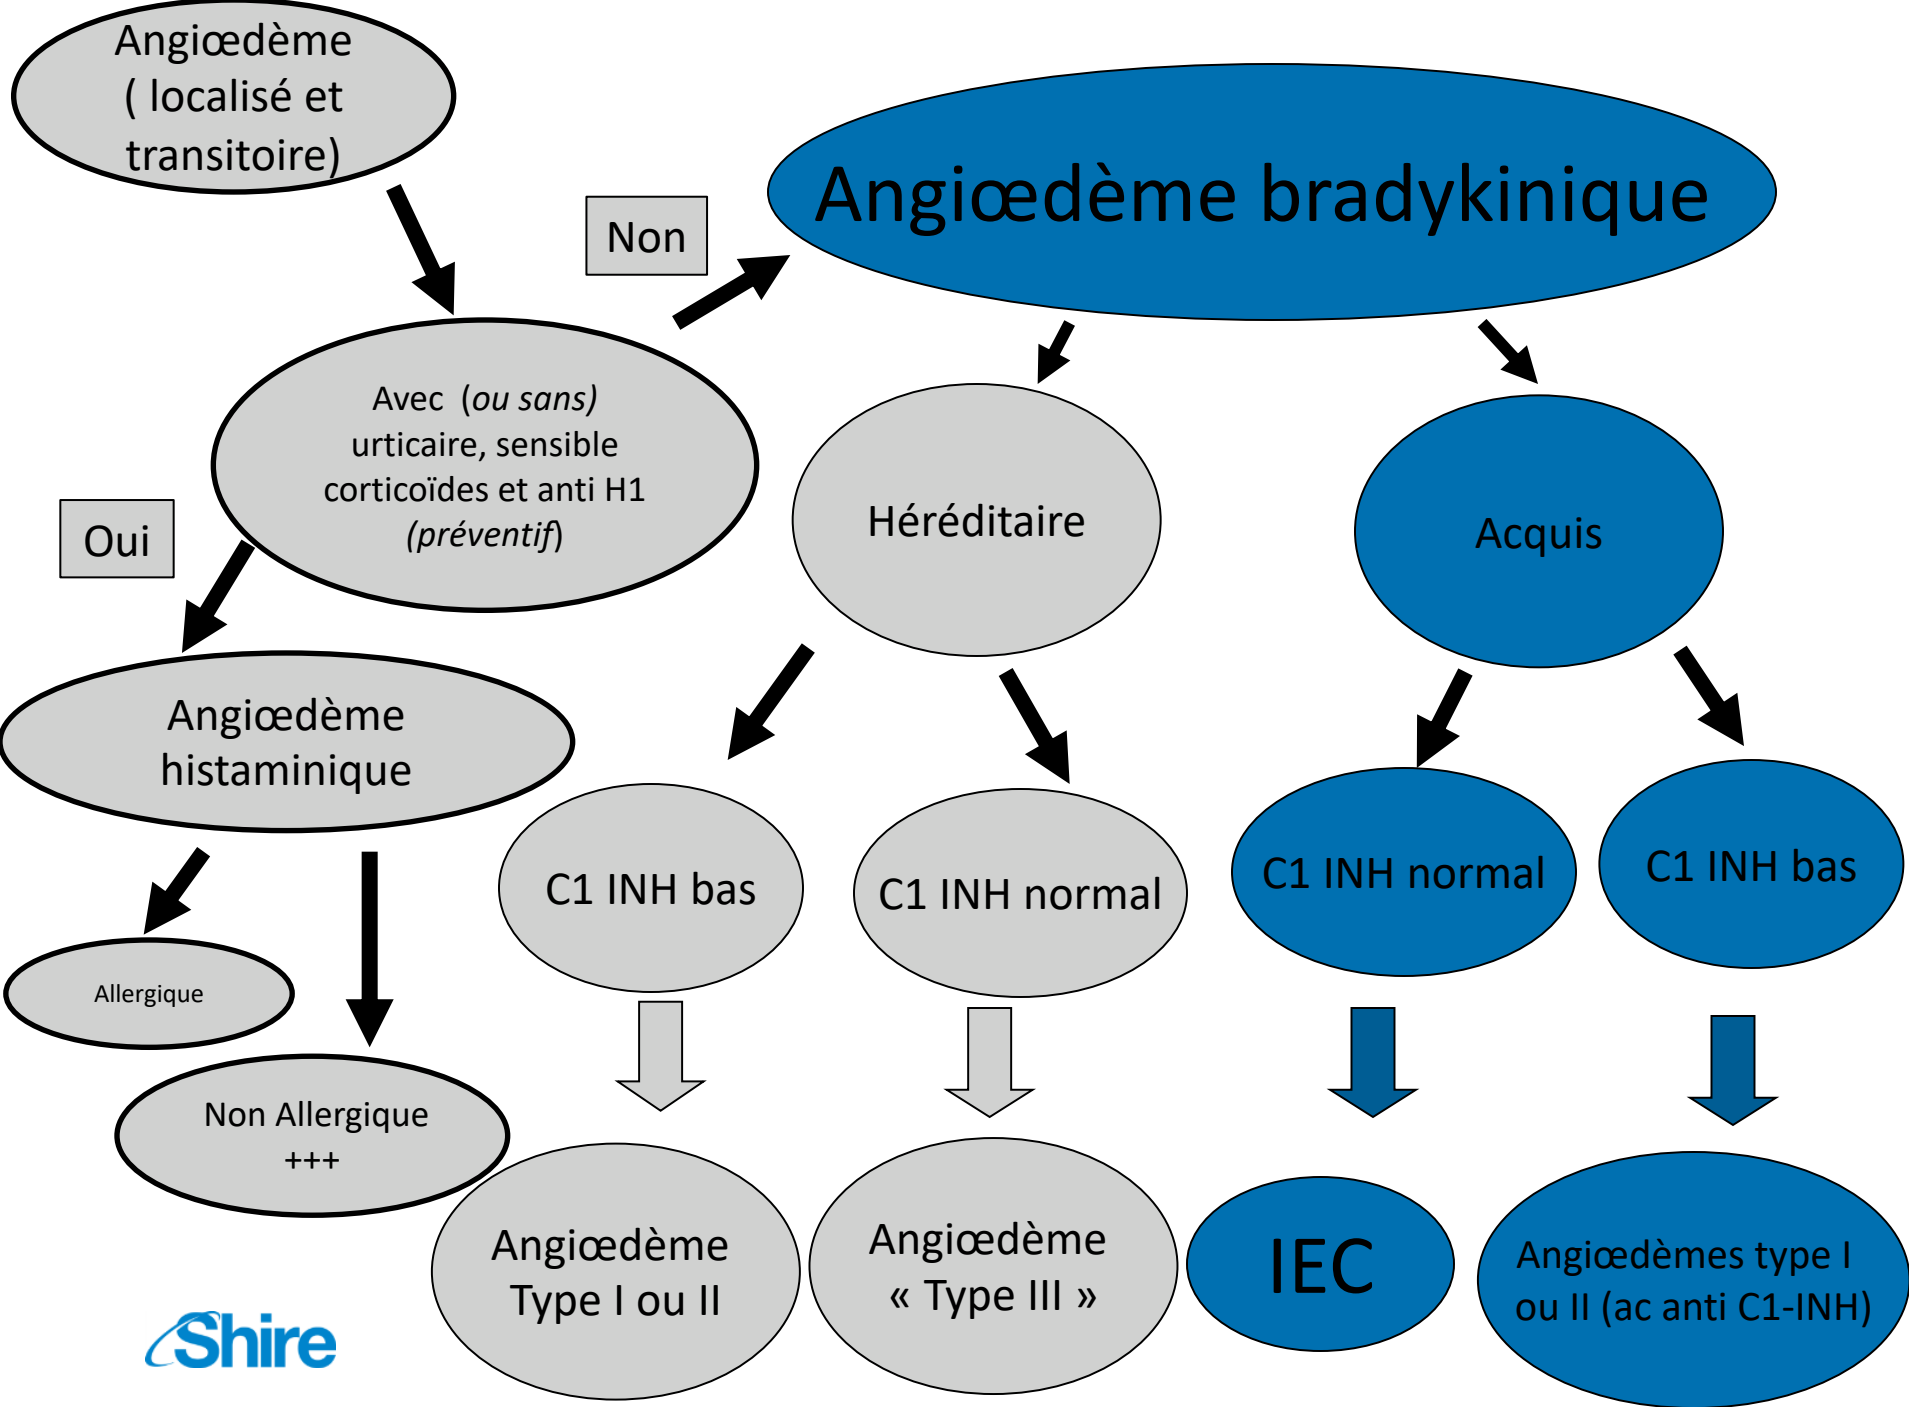 Angiœdème
( localisé et
transitoire)
Non
Angiœdème bradykinique
Avec (ou sans)
urticaire, sensible
corticoïdes et anti H1
(préventif)
Oui
Héréditaire
Acquis
Angiœdème
histaminique
C1 INH bas
C1 INH normal
C1 INH normal
C1 INH bas
Allergique
Non Allergique
+++
Angiœdème
Type I ou II
Angiœdème
« Type III »
IEC
Angiœdèmes type I
ou II (ac anti C1-INH)
Shire